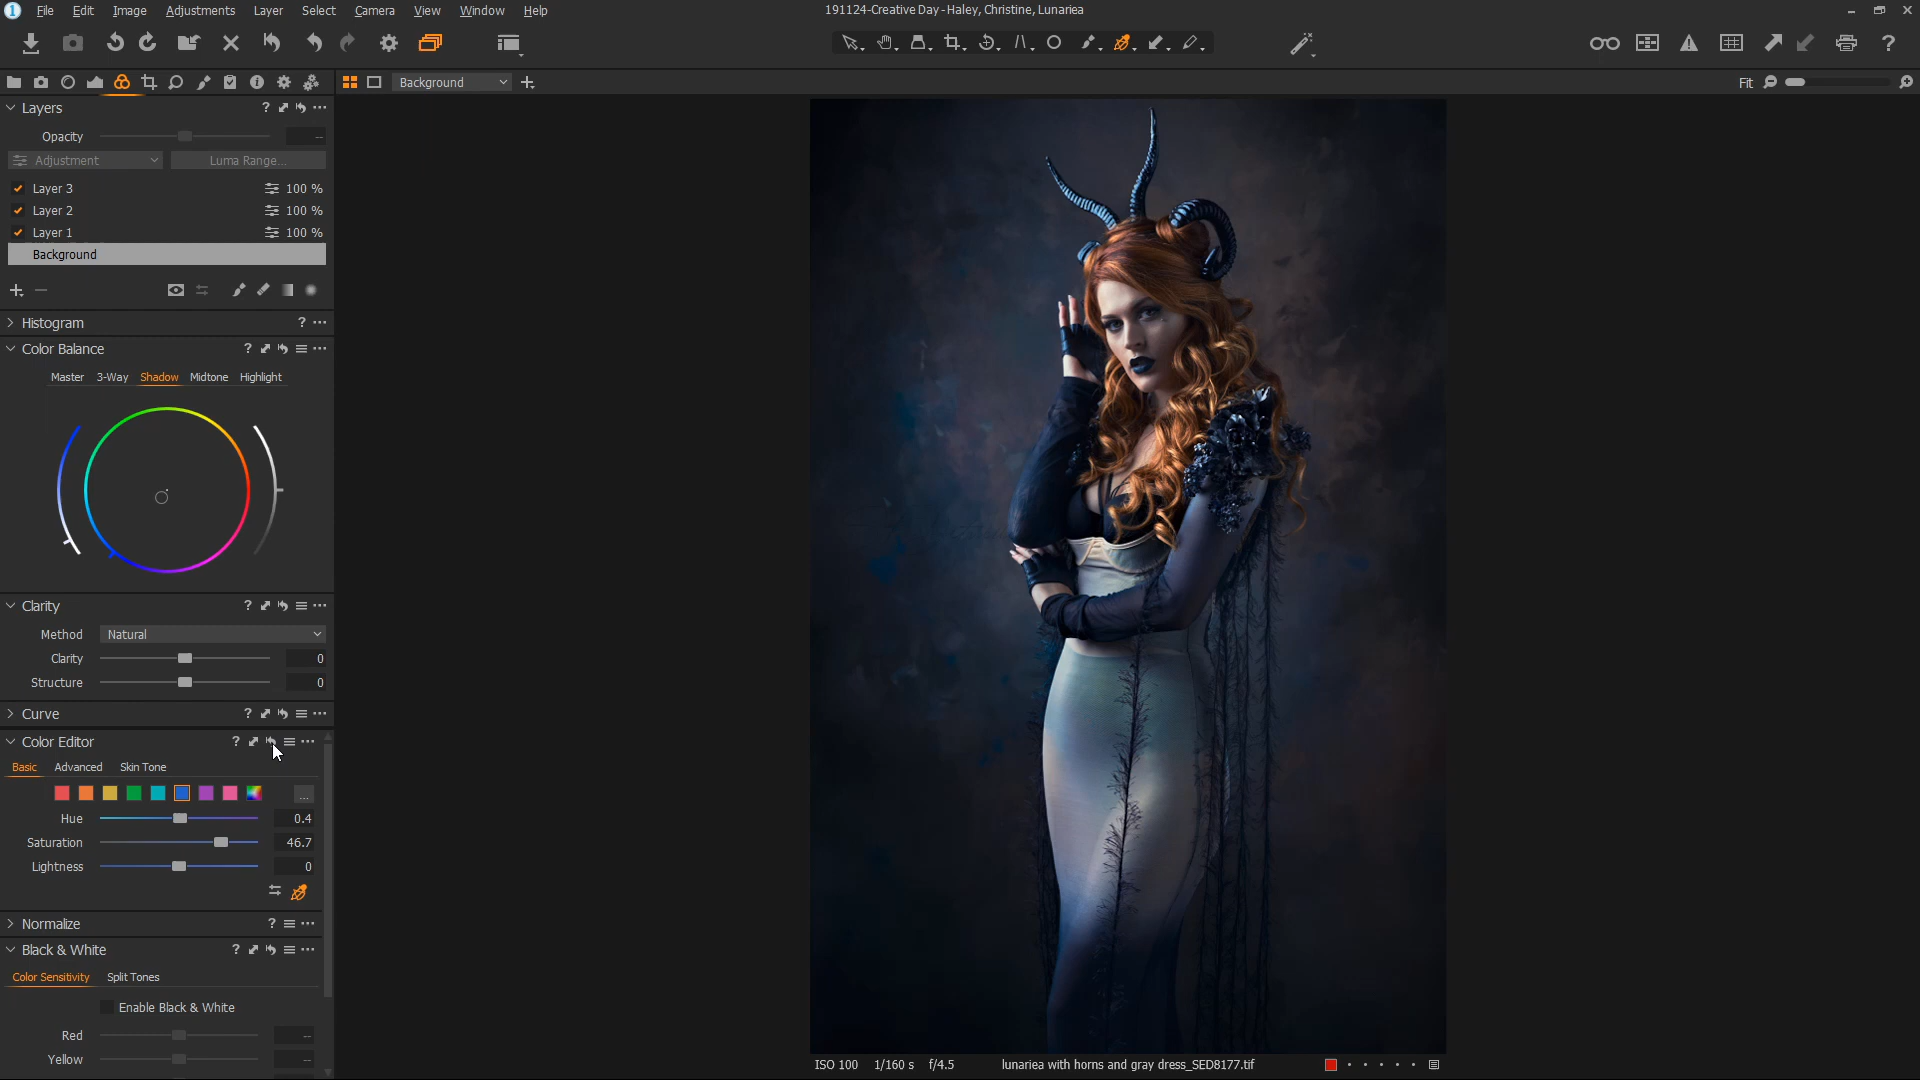 File Edit Image Adjustments Layer Select Camera View Window Help
191124-Creative Day - Haley, Christine, Lunariea
Background
Fit
Layers
Opacity --
Adjustment Luma Range...
Layer 3 100 %
Layer 2 100 %
Layer 1 100 %
Background
Histogram
Color Balance
Master 3-Way Shadow Midtone Highlight
Clarity
Method Natural
Clarity 0
Structure 0
Curve
Color Editor
Basic Advanced Skin Tone
Hue 0.4
Saturation 46.7
Lightness 0
Normalize
Black & White
Color Sensitivity Split Tones
Enable Black & White
Red --
Yellow --
ISO 100 1/160 s f/4.5 lunariea with horns and gray dress_SED8177.tif